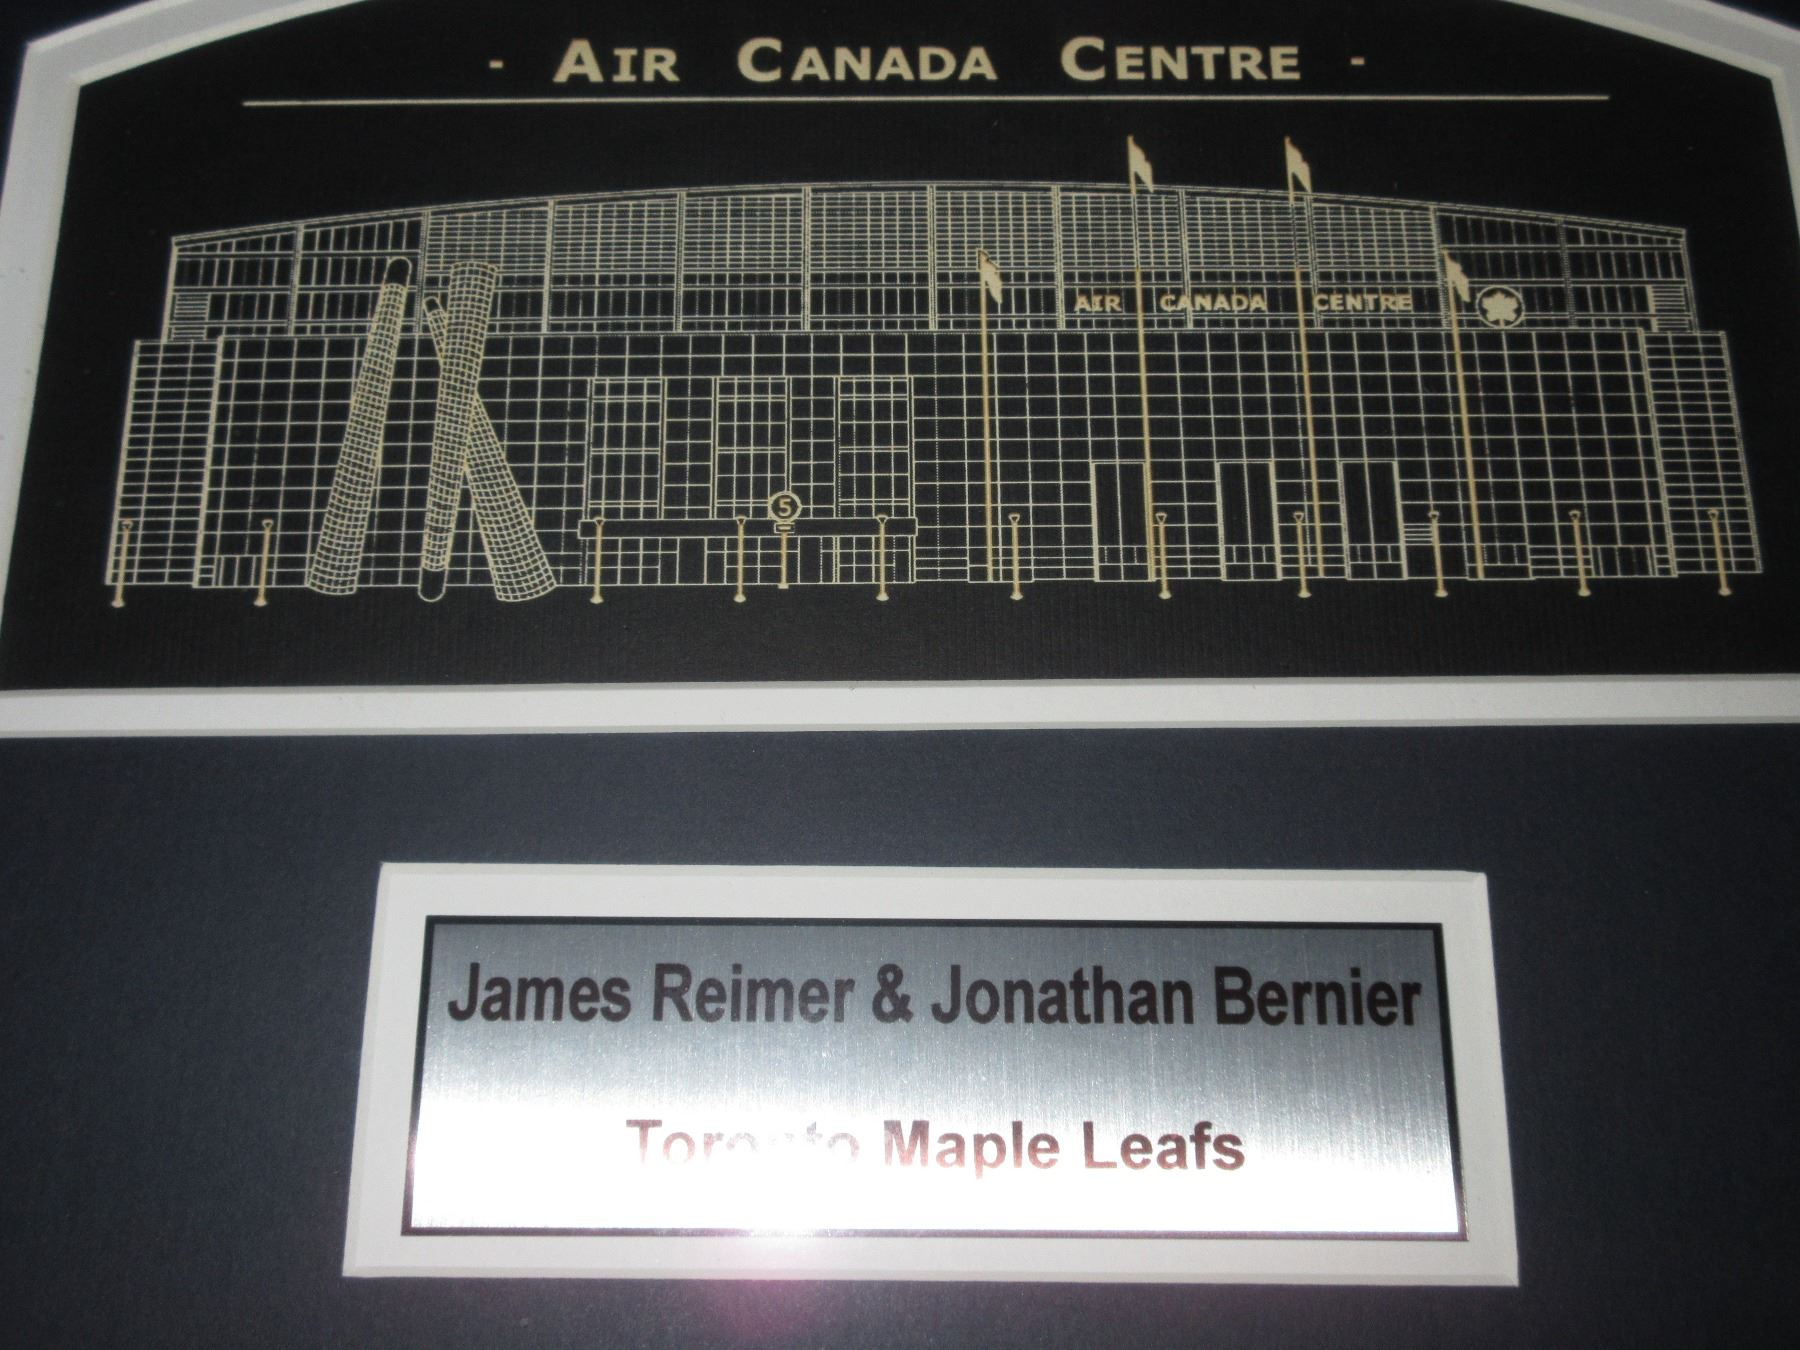 - AIR CANADA CENTRE -
AIR CANADA CENTRE
5
James Reimer & Jonathan Bernier
Toronto Maple Leafs